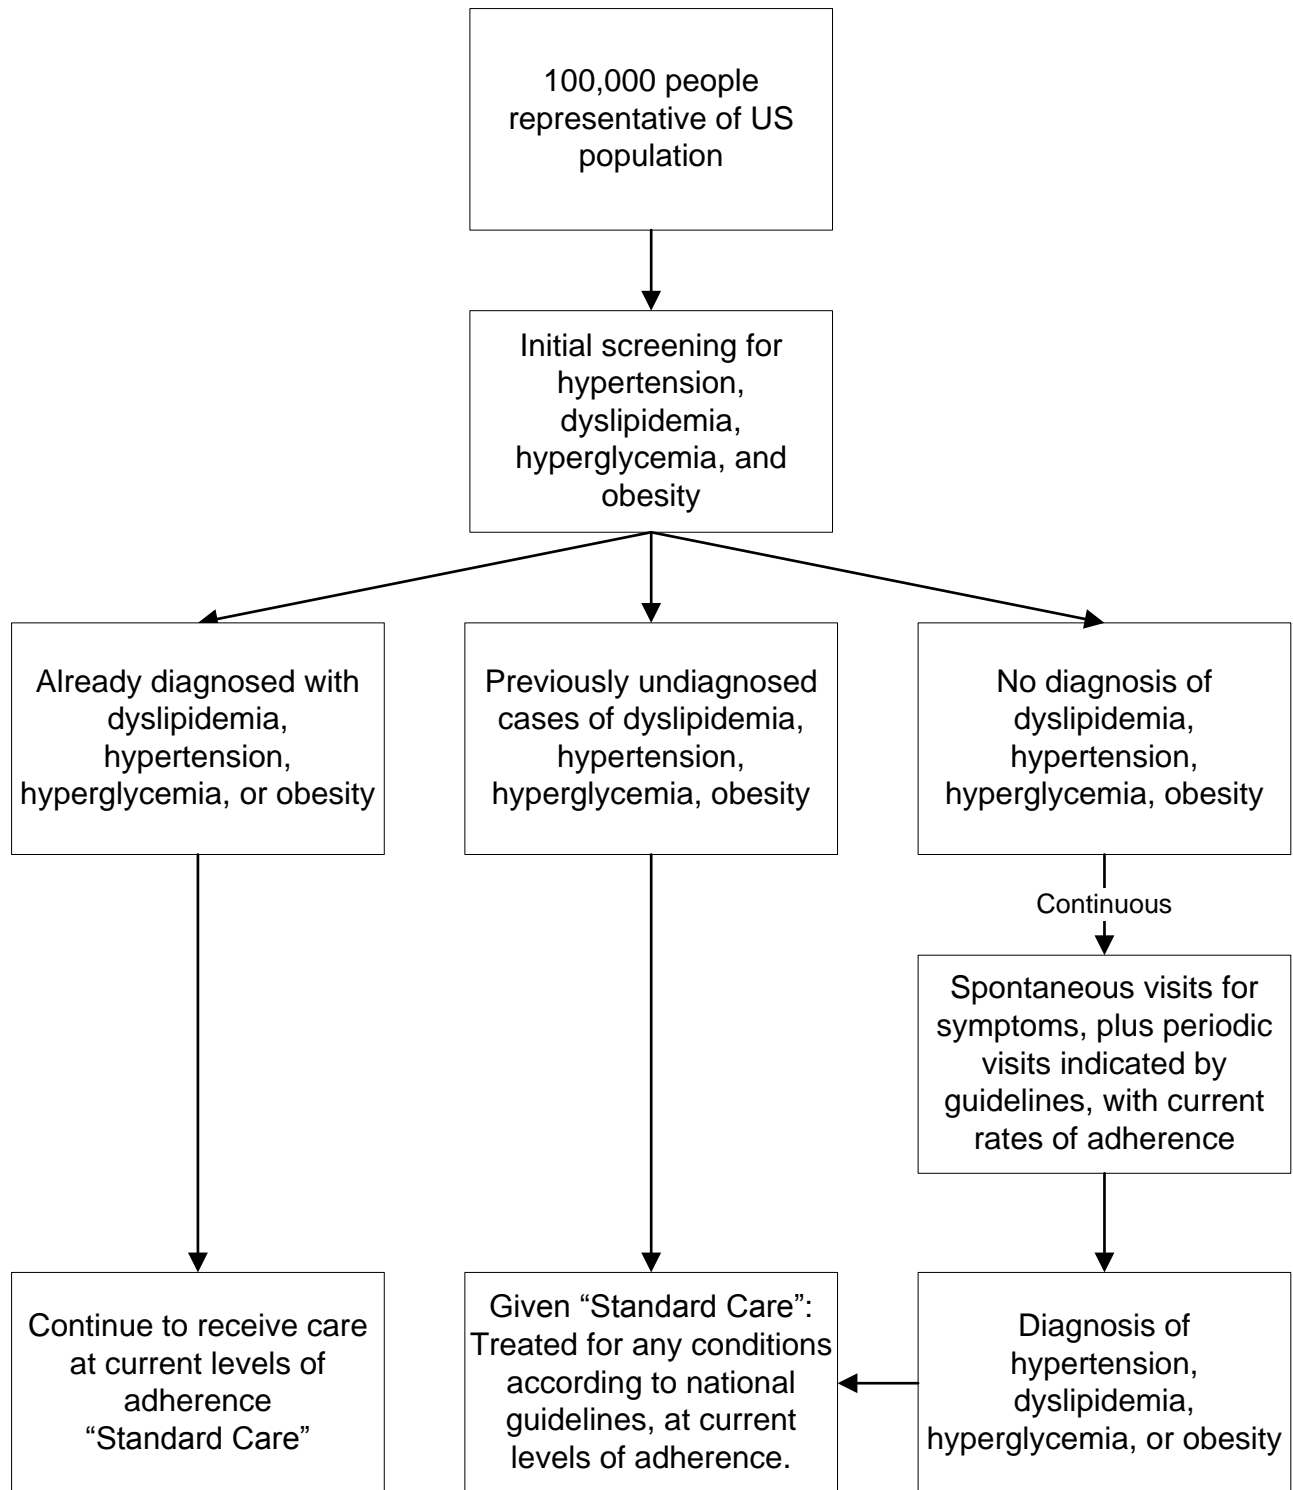 100,000 people
representative of US
population
Initial screening for
hypertension,
dyslipidemia,
hyperglycemia, and
obesity
Already diagnosed with
dyslipidemia,
hypertension,
hyperglycemia, or obesity
Previously undiagnosed
cases of dyslipidemia,
hypertension,
hyperglycemia, obesity
No diagnosis of
dyslipidemia,
hypertension,
hyperglycemia, obesity
Continuous
Spontaneous visits for
symptoms, plus periodic
visits indicated by
guidelines, with current
rates of adherence
Continue to receive care
at current levels of
adherence
“Standard Care”
Given “Standard Care”:
Treated for any conditions
according to national
guidelines, at current
levels of adherence.
Diagnosis of
hypertension,
dyslipidemia,
hyperglycemia, or obesity